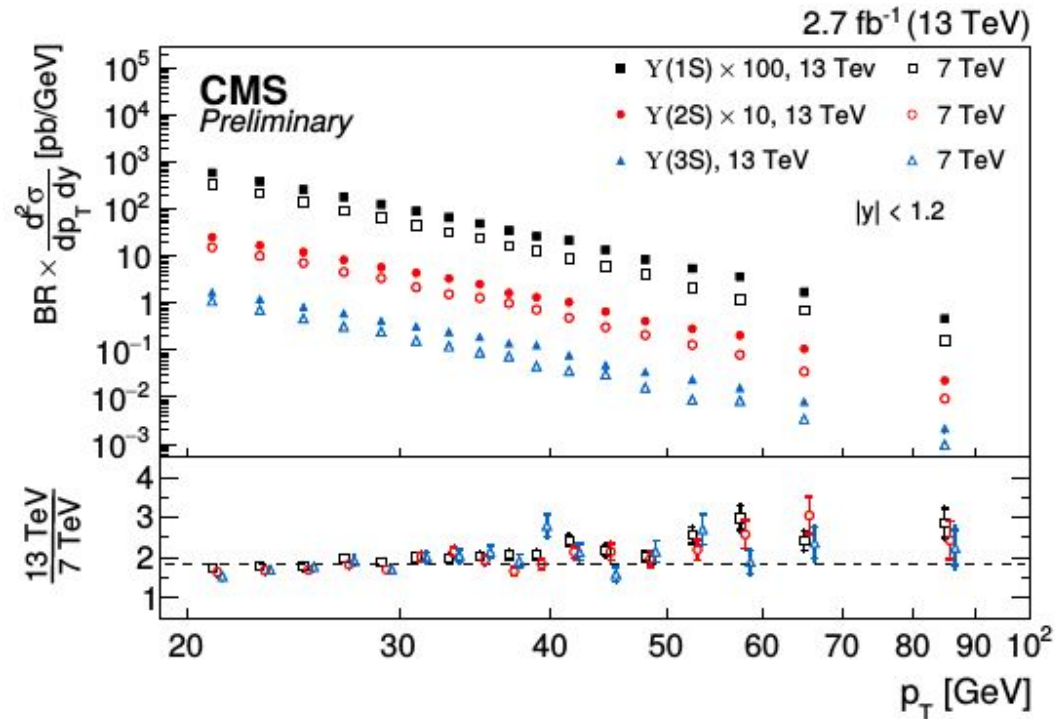 2.7 fb⁻¹ (13 TeV)
CMS
Preliminary
ϒ(1S) × 100, 13 Tev 7 TeV
ϒ(2S) × 10, 13 TeV 7 TeV
ϒ(3S), 13 TeV 7 TeV
|y| < 1.2
BR × d²σ / dp_T dy [pb/GeV]
10⁵
10⁴
10³
10²
10
1
10⁻¹
10⁻²
10⁻³
13 TeV / 7 TeV
4
3
2
1
20 30 40 50 60 70 80 90 10²
p_T [GeV]